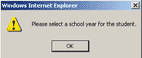 Windows Internet Explorer
Please select a school year for the student.
OK